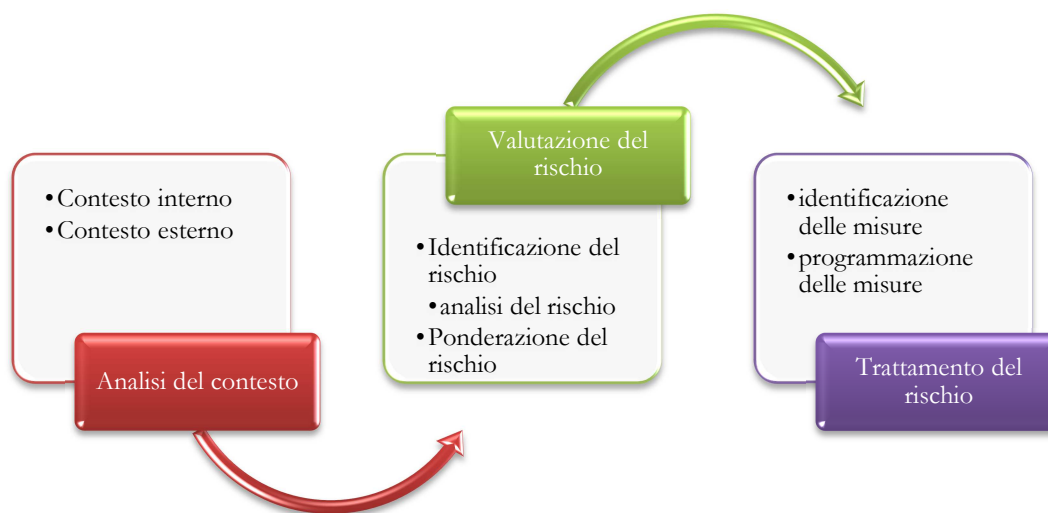 •Contesto interno
•Contesto esterno
Analisi del contesto
Valutazione del
rischio
•Identificazione del
rischio
•analisi del rischio
•Ponderazione del
rischio
•identificazione
delle misure
•programmazione
delle misure
Trattamento del
rischio